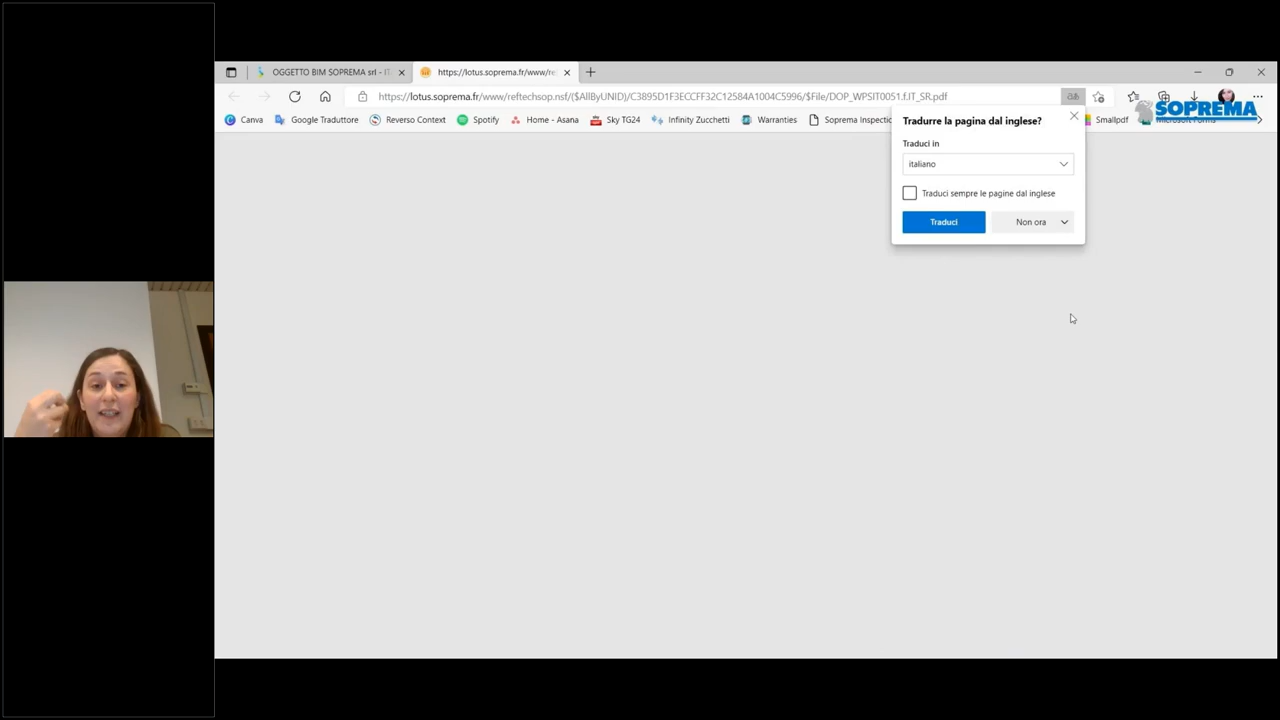 OGGETTO BIM SOPREMA srl - IT
https://lotus.soprema.fr/www/re
https://lotus.soprema.fr/www/reftechsop.nsf/($AllByUNID)/C3895D1F3ECCFF32C12584A1004C5996/$File/DOP_WPSIT0051.f.IT_SR.pdf
SOPREMA
Canva
Google Traduttore
Reverso Context
Spotify
Home - Asana
Sky TG24
Infinity Zucchetti
Warranties
Soprema Inspectio
Smallpdf
Tradurre la pagina dal inglese?
Traduci in
italiano
Traduci sempre le pagine dal inglese
Traduci
Non ora